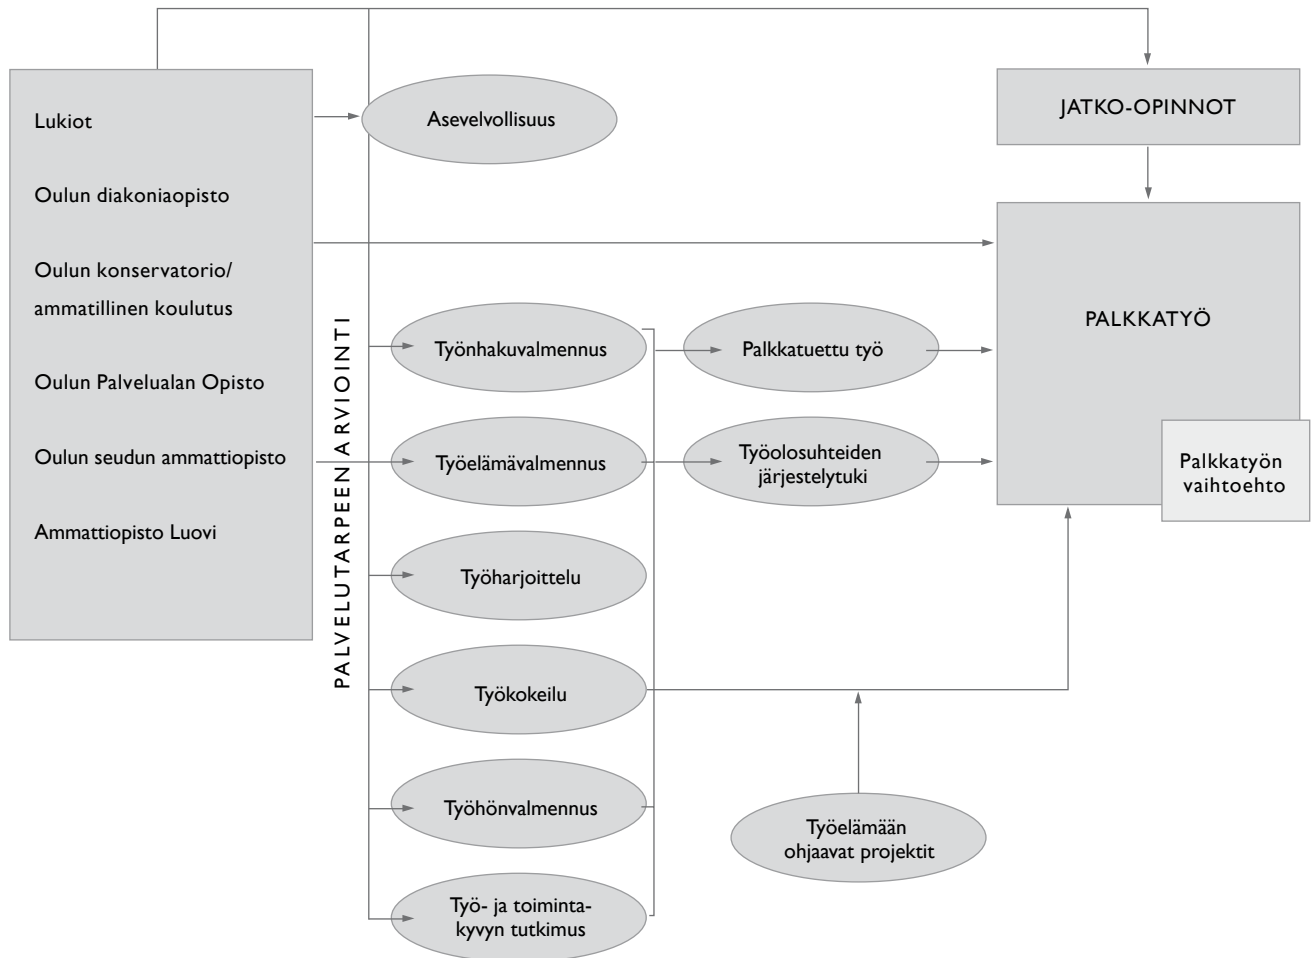 Lukiot
Oulun diakoniaopisto
Oulun konservatorio/
ammatillinen koulutus
Oulun Palvelualan Opisto
Oulun seudun ammattiopisto
Ammattiopisto Luovi
PALVELUTARPEEN ARVIOINTI
Asevelvollisuus
Työnhakuvalmennus
Työelämävalmennus
Työharjoittelu
Työkokeilu
Työhönvalmennus
Työ- ja toiminta-
kyvyn tutkimus
Palkkatuettu työ
Työolosuhteiden
järjestelytuki
Työelämään
ohjaavat projektit
JATKO-OPINNOT
PALKKATYÖ
Palkkatyön
vaihtoehto